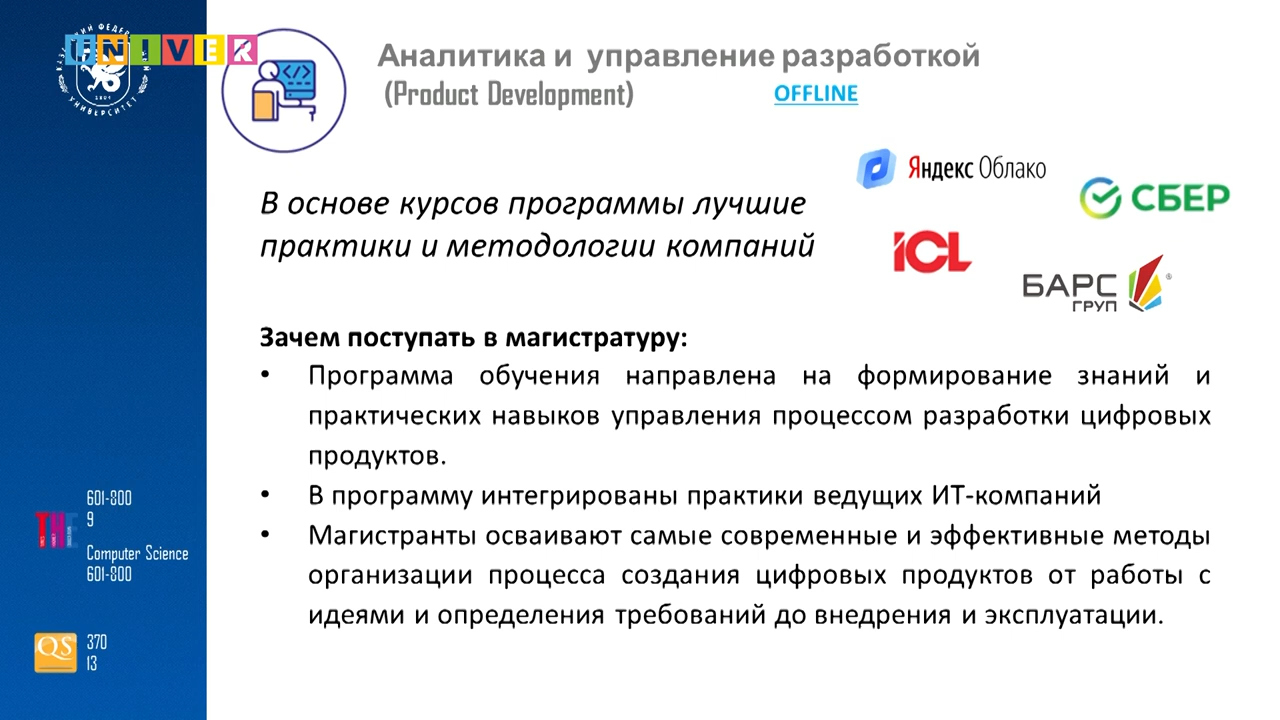 UNIVER
УНИВЕРСИТЕТ
Аналитика и управление разработкой
(Product Development)
OFFLINE
Яндекс Облако
СБЕР
iCL
БАРС
ГРУП
В основе курсов программы лучшие
практики и методологии компаний
Зачем поступать в магистратуру:
• Программа обучения направлена на формирование знаний и
практических навыков управления процессом разработки цифровых
продуктов.
• В программу интегрированы практики ведущих ИТ-компаний
• Магистранты осваивают самые современные и эффективные методы
организации процесса создания цифровых продуктов от работы с
идеями и определения требований до внедрения и эксплуатации.
THE
601-800
9
Computer Science
601-800
QS
370
13